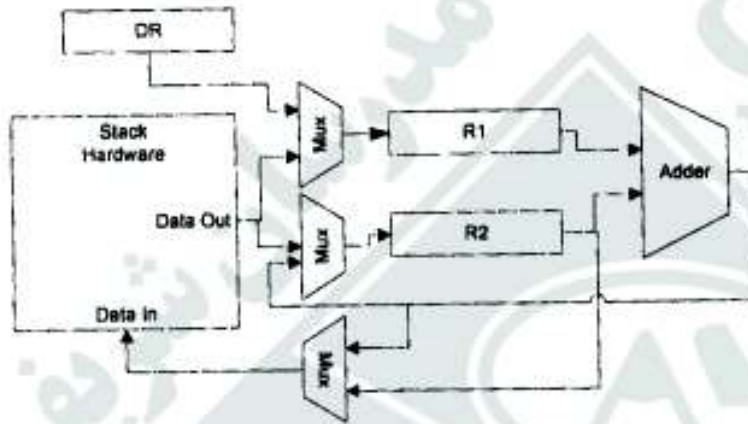 DR
Stack
Hardware
Mux
R1
Adder
Data Out
Mux
R2
Data In
Mux